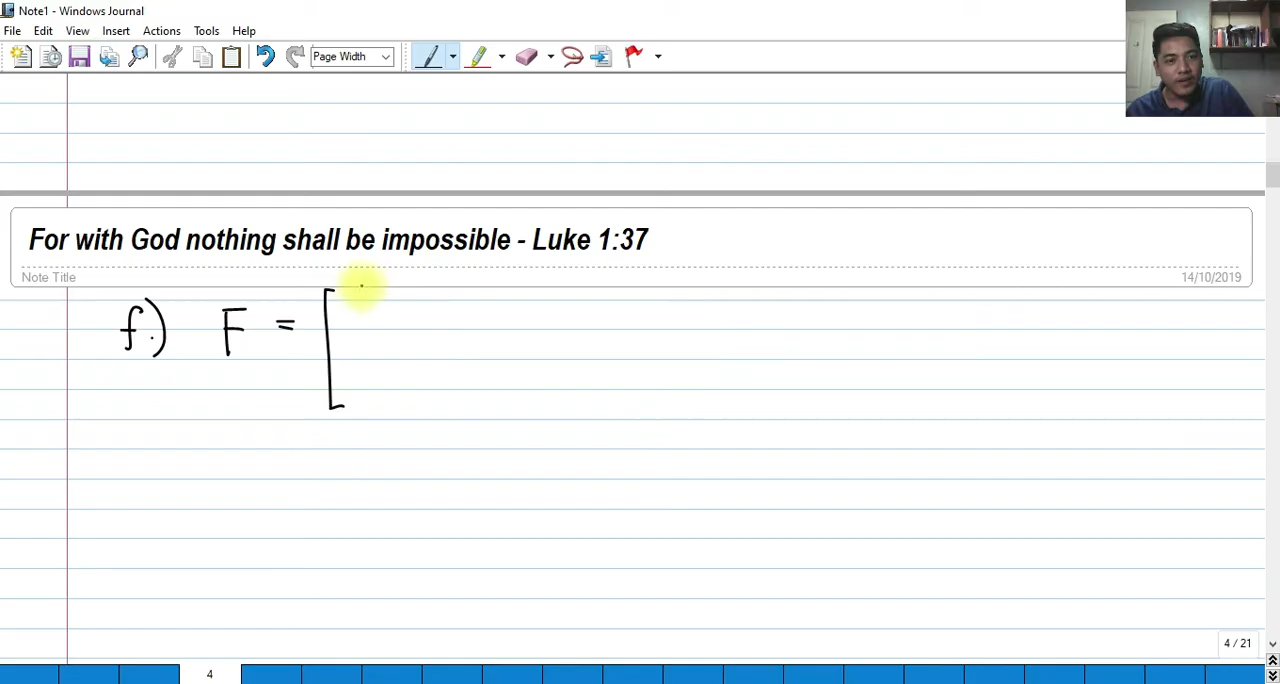 Note1 - Windows Journal
File Edit View Insert Actions Tools Help
Page Width
For with God nothing shall be impossible - Luke 1:37
Note Title 14/10/2019
f.) F = [
4 / 21
4